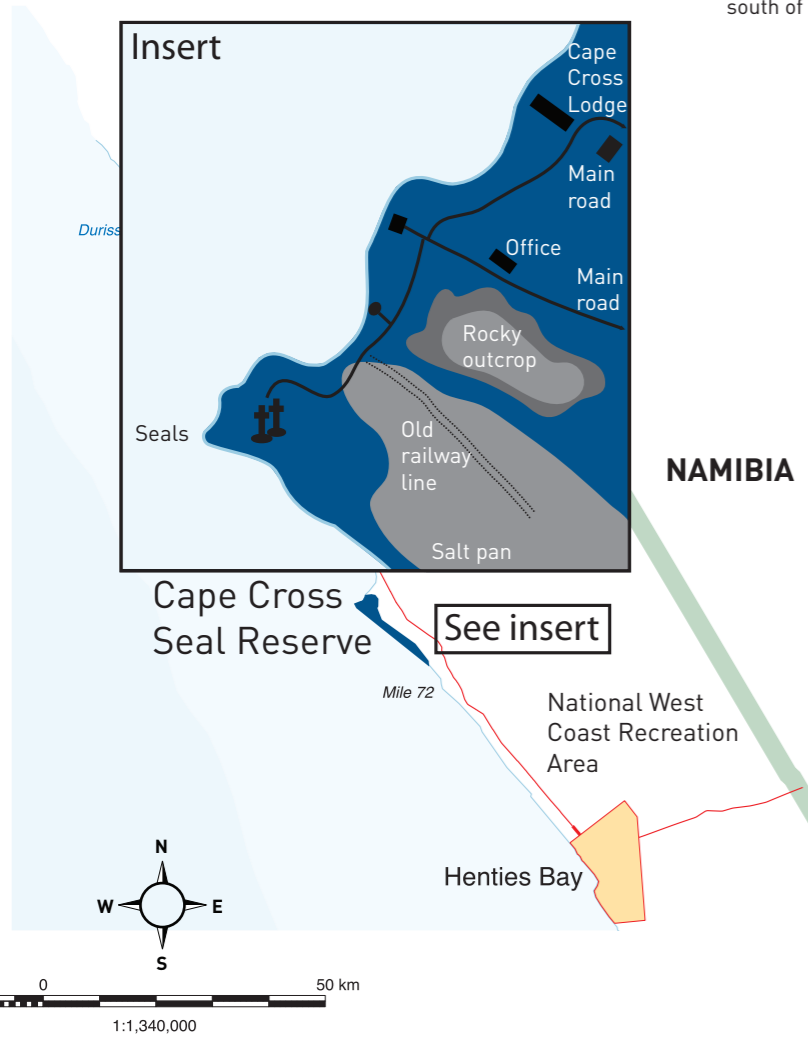 south of
Insert
Cape
Cross
Lodge
Main
road
Duriss
Office
Main
road
Rocky
outcrop
Seals
Old
railway
line
NAMIBIA
Salt pan
Cape Cross
Seal Reserve
See insert
Mile 72
National West
Coast Recreation
Area
Henties Bay
N
W
E
S
0
50 km
1:1,340,000